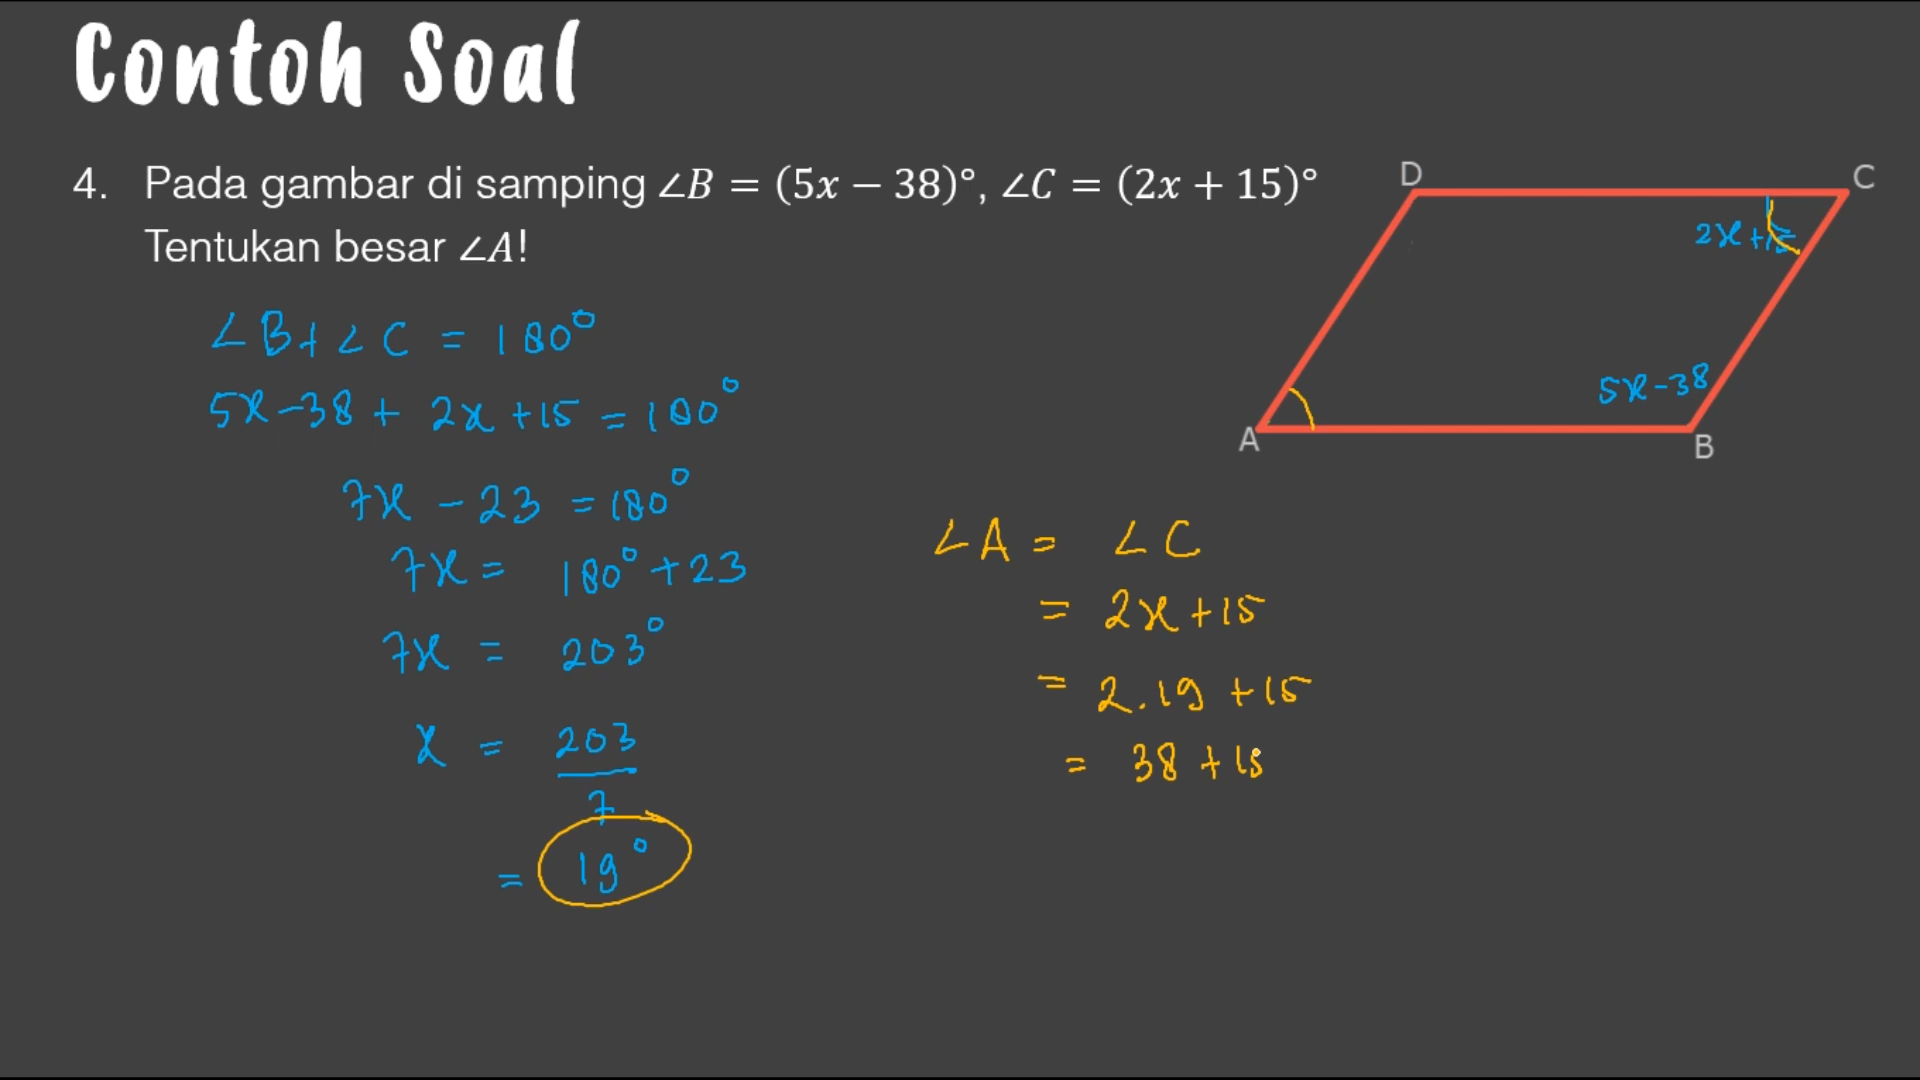 Contoh Soal
4. Pada gambar di samping ∠B = (5x − 38)°, ∠C = (2x + 15)°
Tentukan besar ∠A!
D
C
2x+15
5x-38
A
B
∠B+∠C = 180°
5x-38 + 2x+15 = 180°
7x - 23 = 180°
7x = 180° + 23
7x = 203°
x = 203/7
= 19°
∠A = ∠C
= 2x+15
= 2.19 +15
= 38 + 15